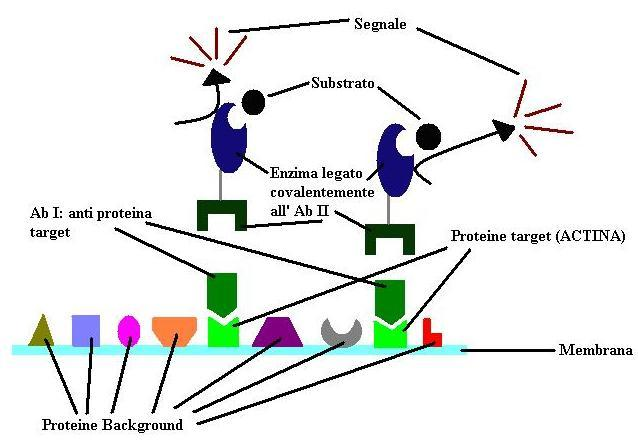 Segnale
Substrato
Enzima legato
covalentemente
all' Ab II
Ab I: anti proteina
target
Proteine target (ACTINA)
Membrana
Proteine Background